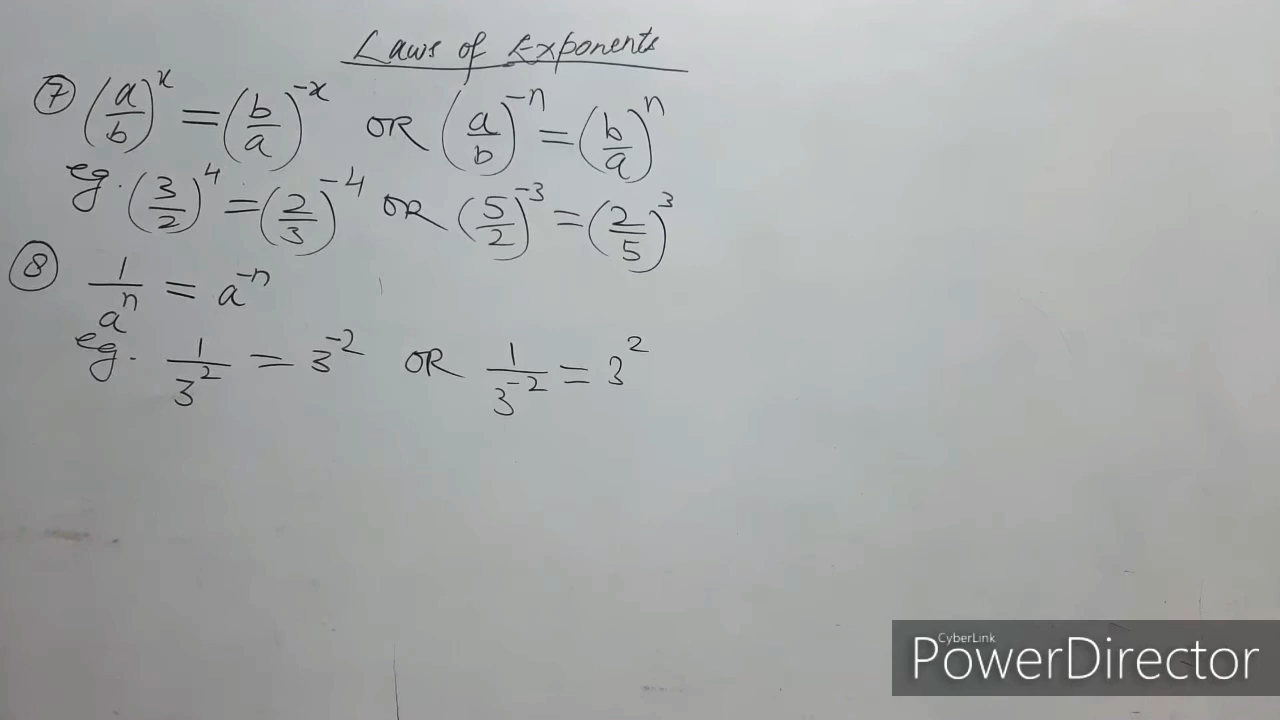 Laws of Exponents
⑦ (a/b)^x = (b/a)^-x OR (a/b)^-n = (b/a)^n
eg. (3/2)^4 = (2/3)^-4 OR (5/2)^-3 = (2/5)^3
⑧ 1/a^n = a^-n
eg. 1/3^2 = 3^-2 OR 1/3^-2 = 3^2
CyberLink
PowerDirector